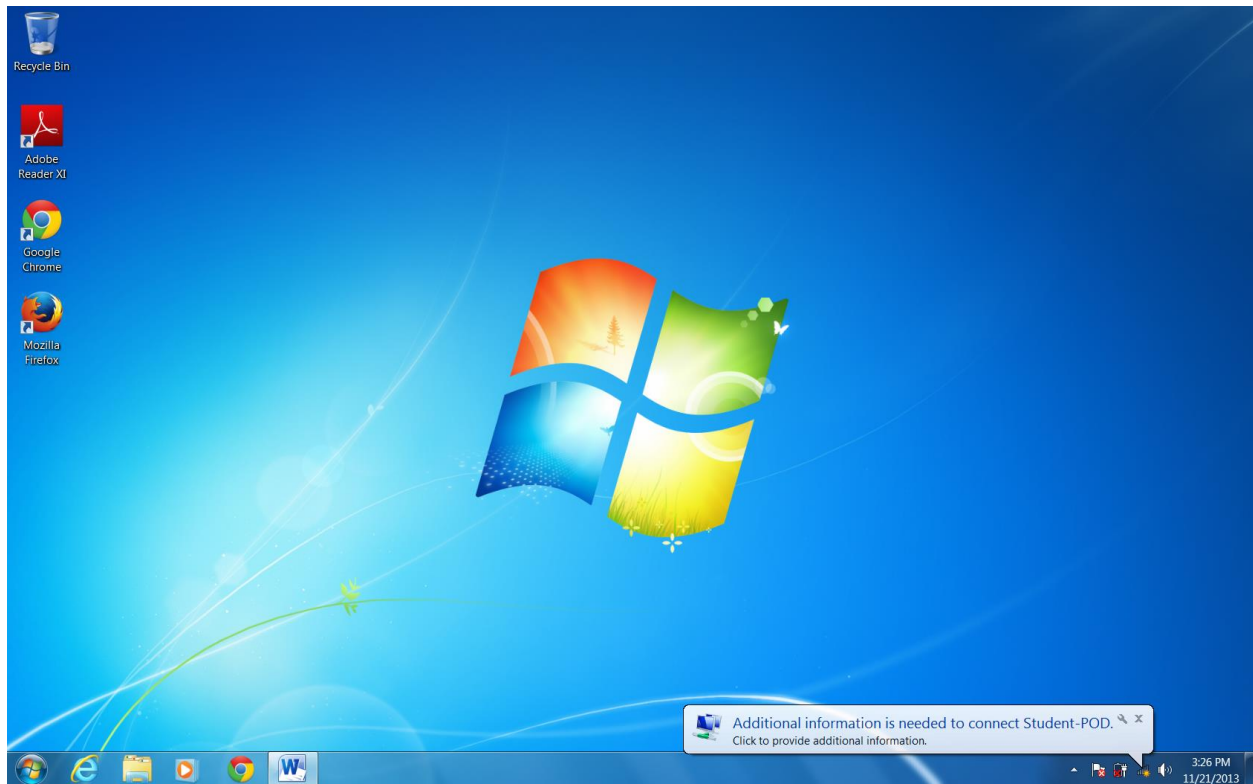 Recycle Bin
Adobe
Reader XI
Google
Chrome
Mozilla
Firefox
Additional information is needed to connect Student-POD.
Click to provide additional information.
W
3:26 PM
11/21/2013